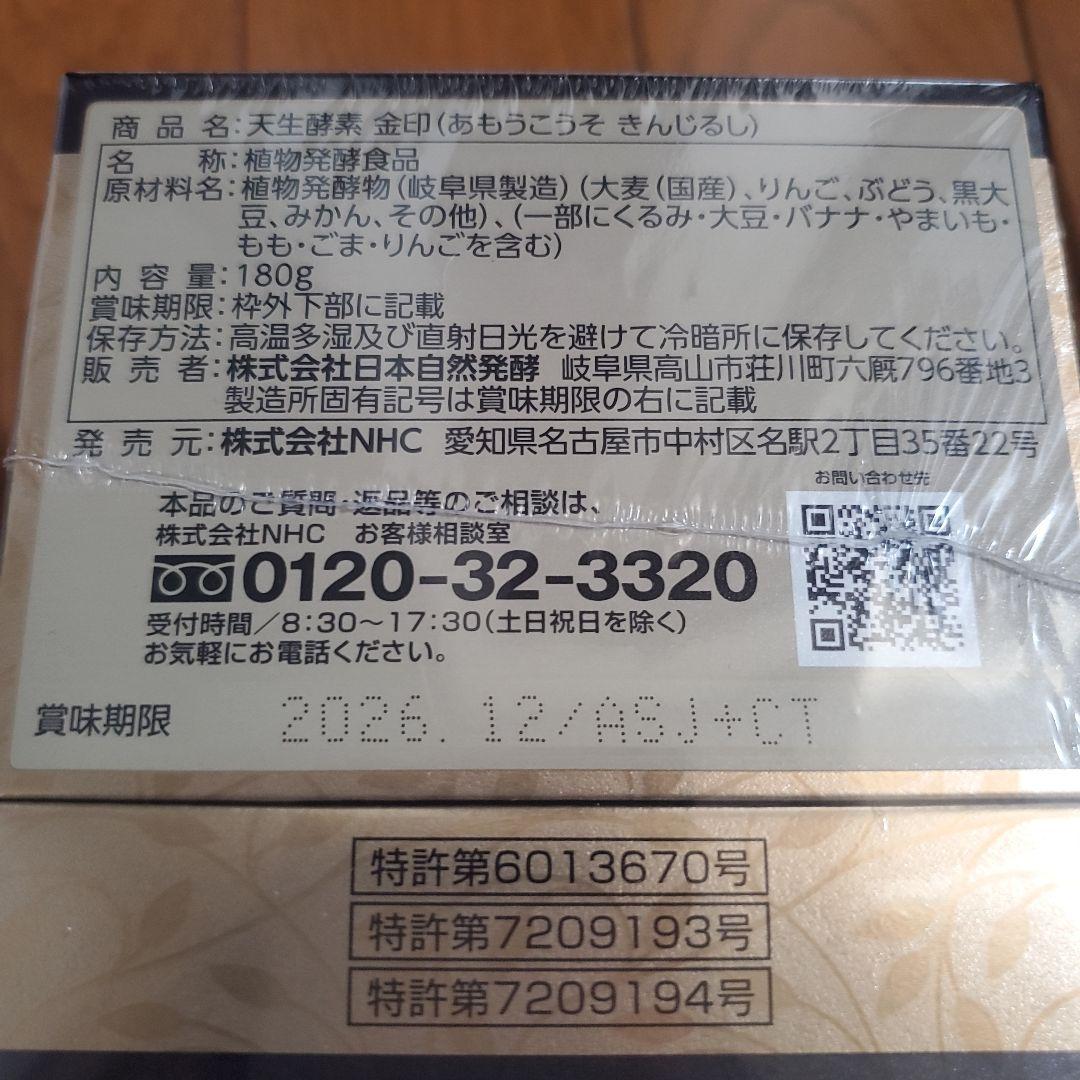 商品名:天生酵素 金印(あもうこうそ きんじるし)
名称:植物発酵食品
原材料名:植物発酵物(岐阜県製造)(大麦(国産)、りんご、ぶどう、黒大
豆、みかん、その他)、(一部にくるみ・大豆・バナナ・やまいも・
もも・ごま・りんごを含む)
内容量:180g
賞味期限:枠外下部に記載
保存方法:高温多湿及び直射日光を避けて冷暗所に保存してください。
販売者:株式会社日本自然発酵 岐阜県高山市荘川町六厩796番地3
製造所固有記号は賞味期限の右に記載
発売元:株式会社NHC 愛知県名古屋市中村区名駅2丁目35番22号
お問い合わせ先
本品のご質問・返品等のご相談は、
株式会社NHC お客様相談室
0120-32-3320
受付時間/8:30~17:30(土日祝日を除く)
お気軽にお電話ください。
賞味期限 2026.12/ASJ+CT
特許第6013670号
特許第7209193号
特許第7209194号